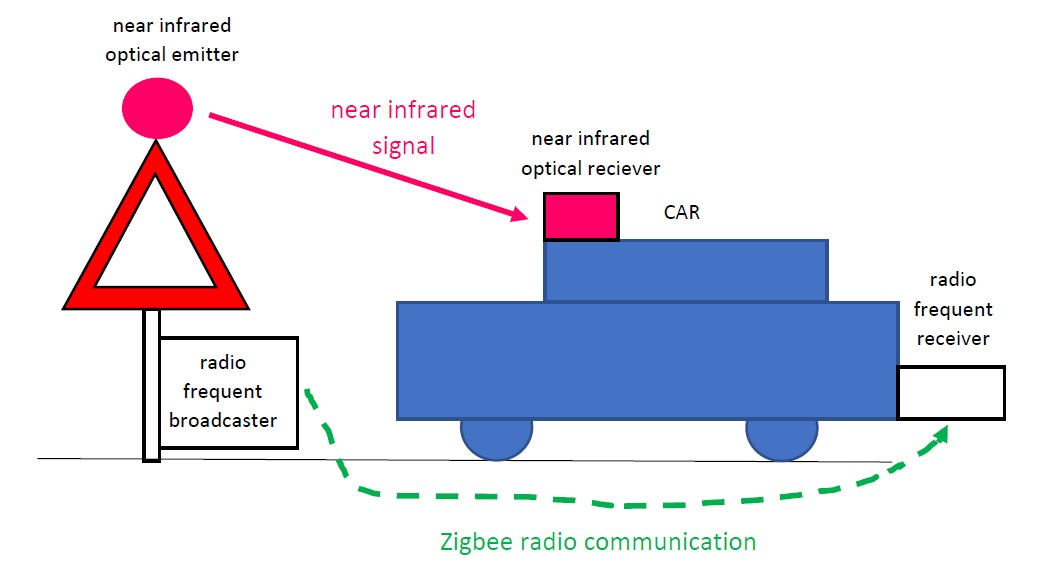 near infrared
optical emitter
near infrared
signal
near infrared
optical reciever
CAR
radio
frequent
receiver
radio
frequent
broadcaster
Zigbee radio communication